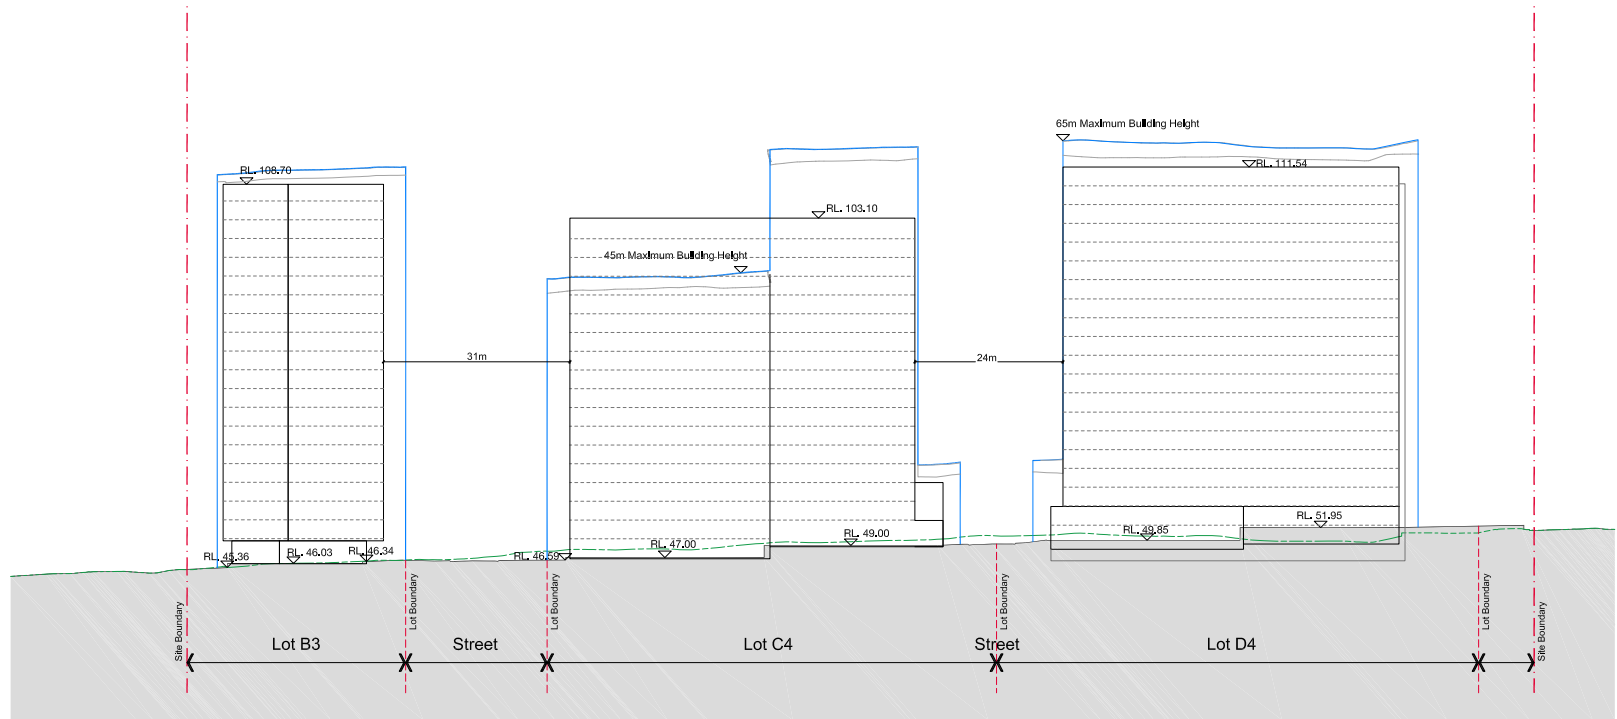 65m Maximum Building Height
RL. 108.70
RL. 111.54
RL. 103.10
45m Maximum Building Height
31m
24m
RL. 45.36
RL. 46.03
RL. 46.34
RL. 46.59
RL. 47.00
RL. 49.00
RL. 49.85
RL. 51.95
Site Boundary
Lot Boundary
Lot Boundary
Lot Boundary
Lot Boundary
Site Boundary
Lot B3
Street
Lot C4
Street
Lot D4